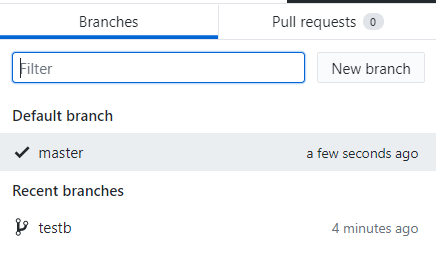 Branches
Pull requests 0
Filter
New branch
Default branch
master a few seconds ago
Recent branches
testb 4 minutes ago